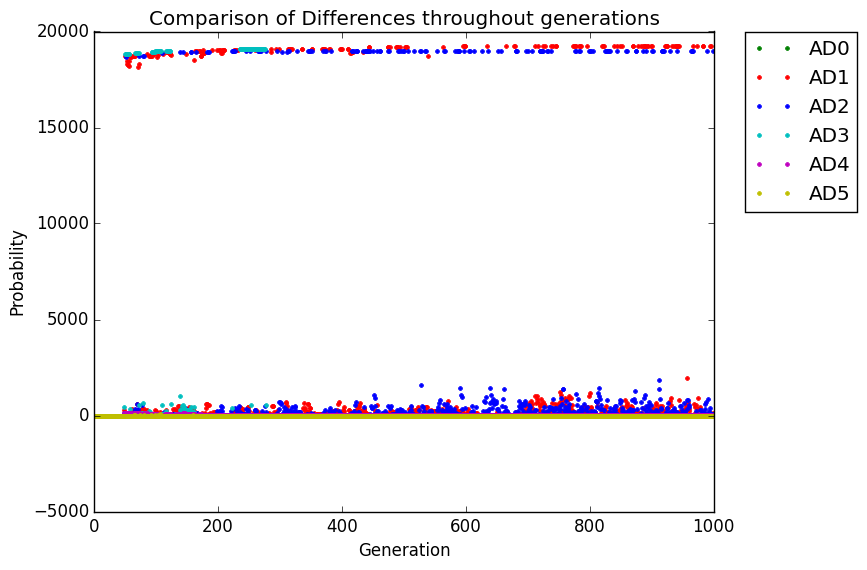 Comparison of Differences throughout generations
20000
15000
10000
5000
0
−5000
Probability
0 200 400 600 800 1000
Generation
AD0
AD1
AD2
AD3
AD4
AD5